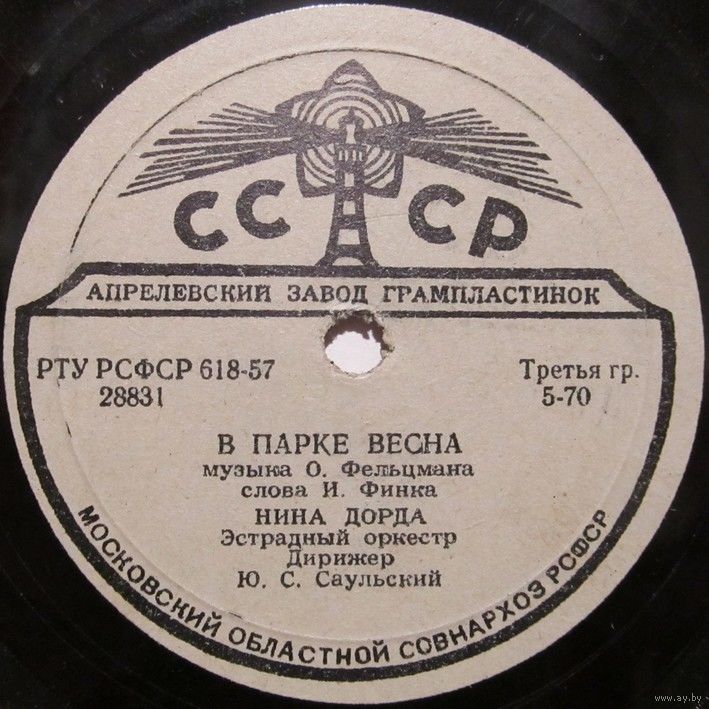 СССР
АПРЕЛЕВСКИЙ ЗАВОД ГРАМПЛАСТИНОК
РТУ РСФСР 618-57
28831
Третья гр.
5-70
В ПАРКЕ ВЕСНА
музыка О. Фельцмана
слова И. Финка
НИНА ДОРДА
Эстрадный оркестр
Дирижер
Ю. С. Саульский
МОСКОВСКИЙ ОБЛАСТНОЙ СОВНАРХОЗ РСФСР
www.ay.by